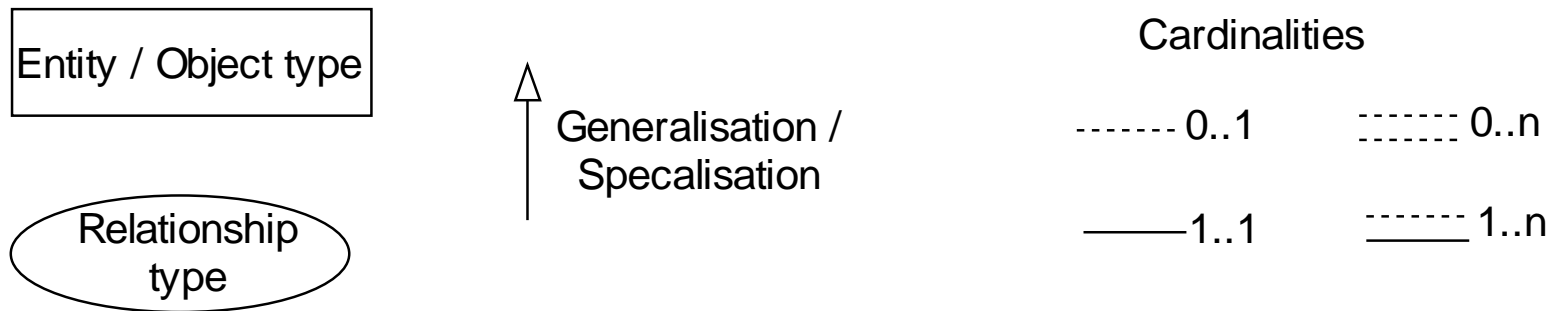 Entity / Object type
Relationship
type
Generalisation /
Specalisation
Cardinalities
0..1
0..n
1..1
1..n